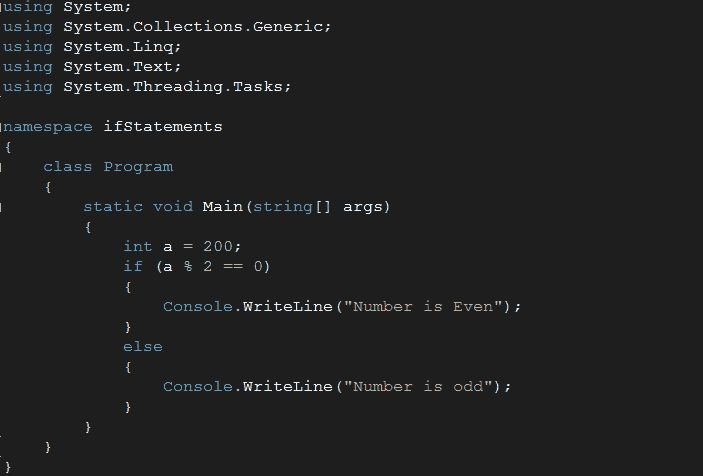 using System;
using System.Collections.Generic;
using System.Linq;
using System.Text;
using System.Threading.Tasks;
namespace ifStatements
{
class Program
{
static void Main(string[] args)
{
int a = 200;
if (a % 2 == 0)
{
Console.WriteLine("Number is Even");
}
else
{
Console.WriteLine("Number is odd");
}
}
}
}